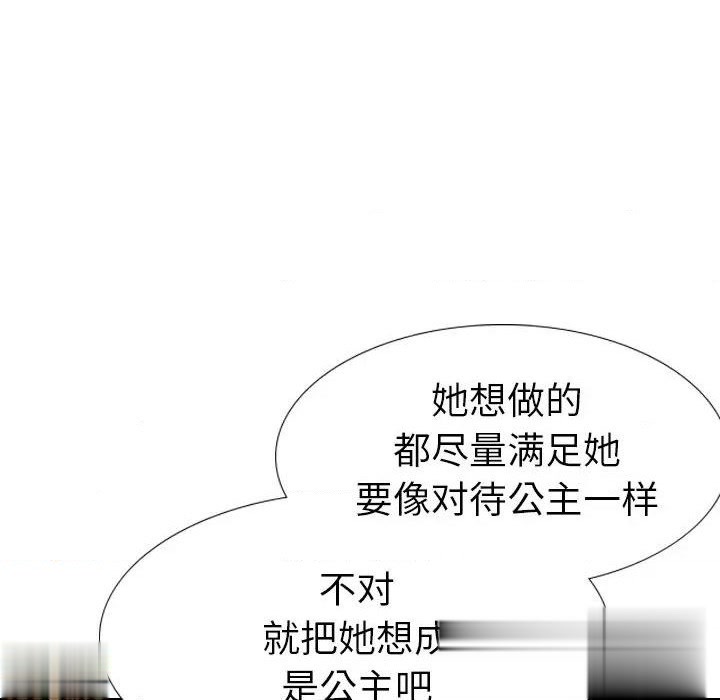 她想做的
都尽量满足她
要像对待公主一样
不对
就把她想成
是公主吧